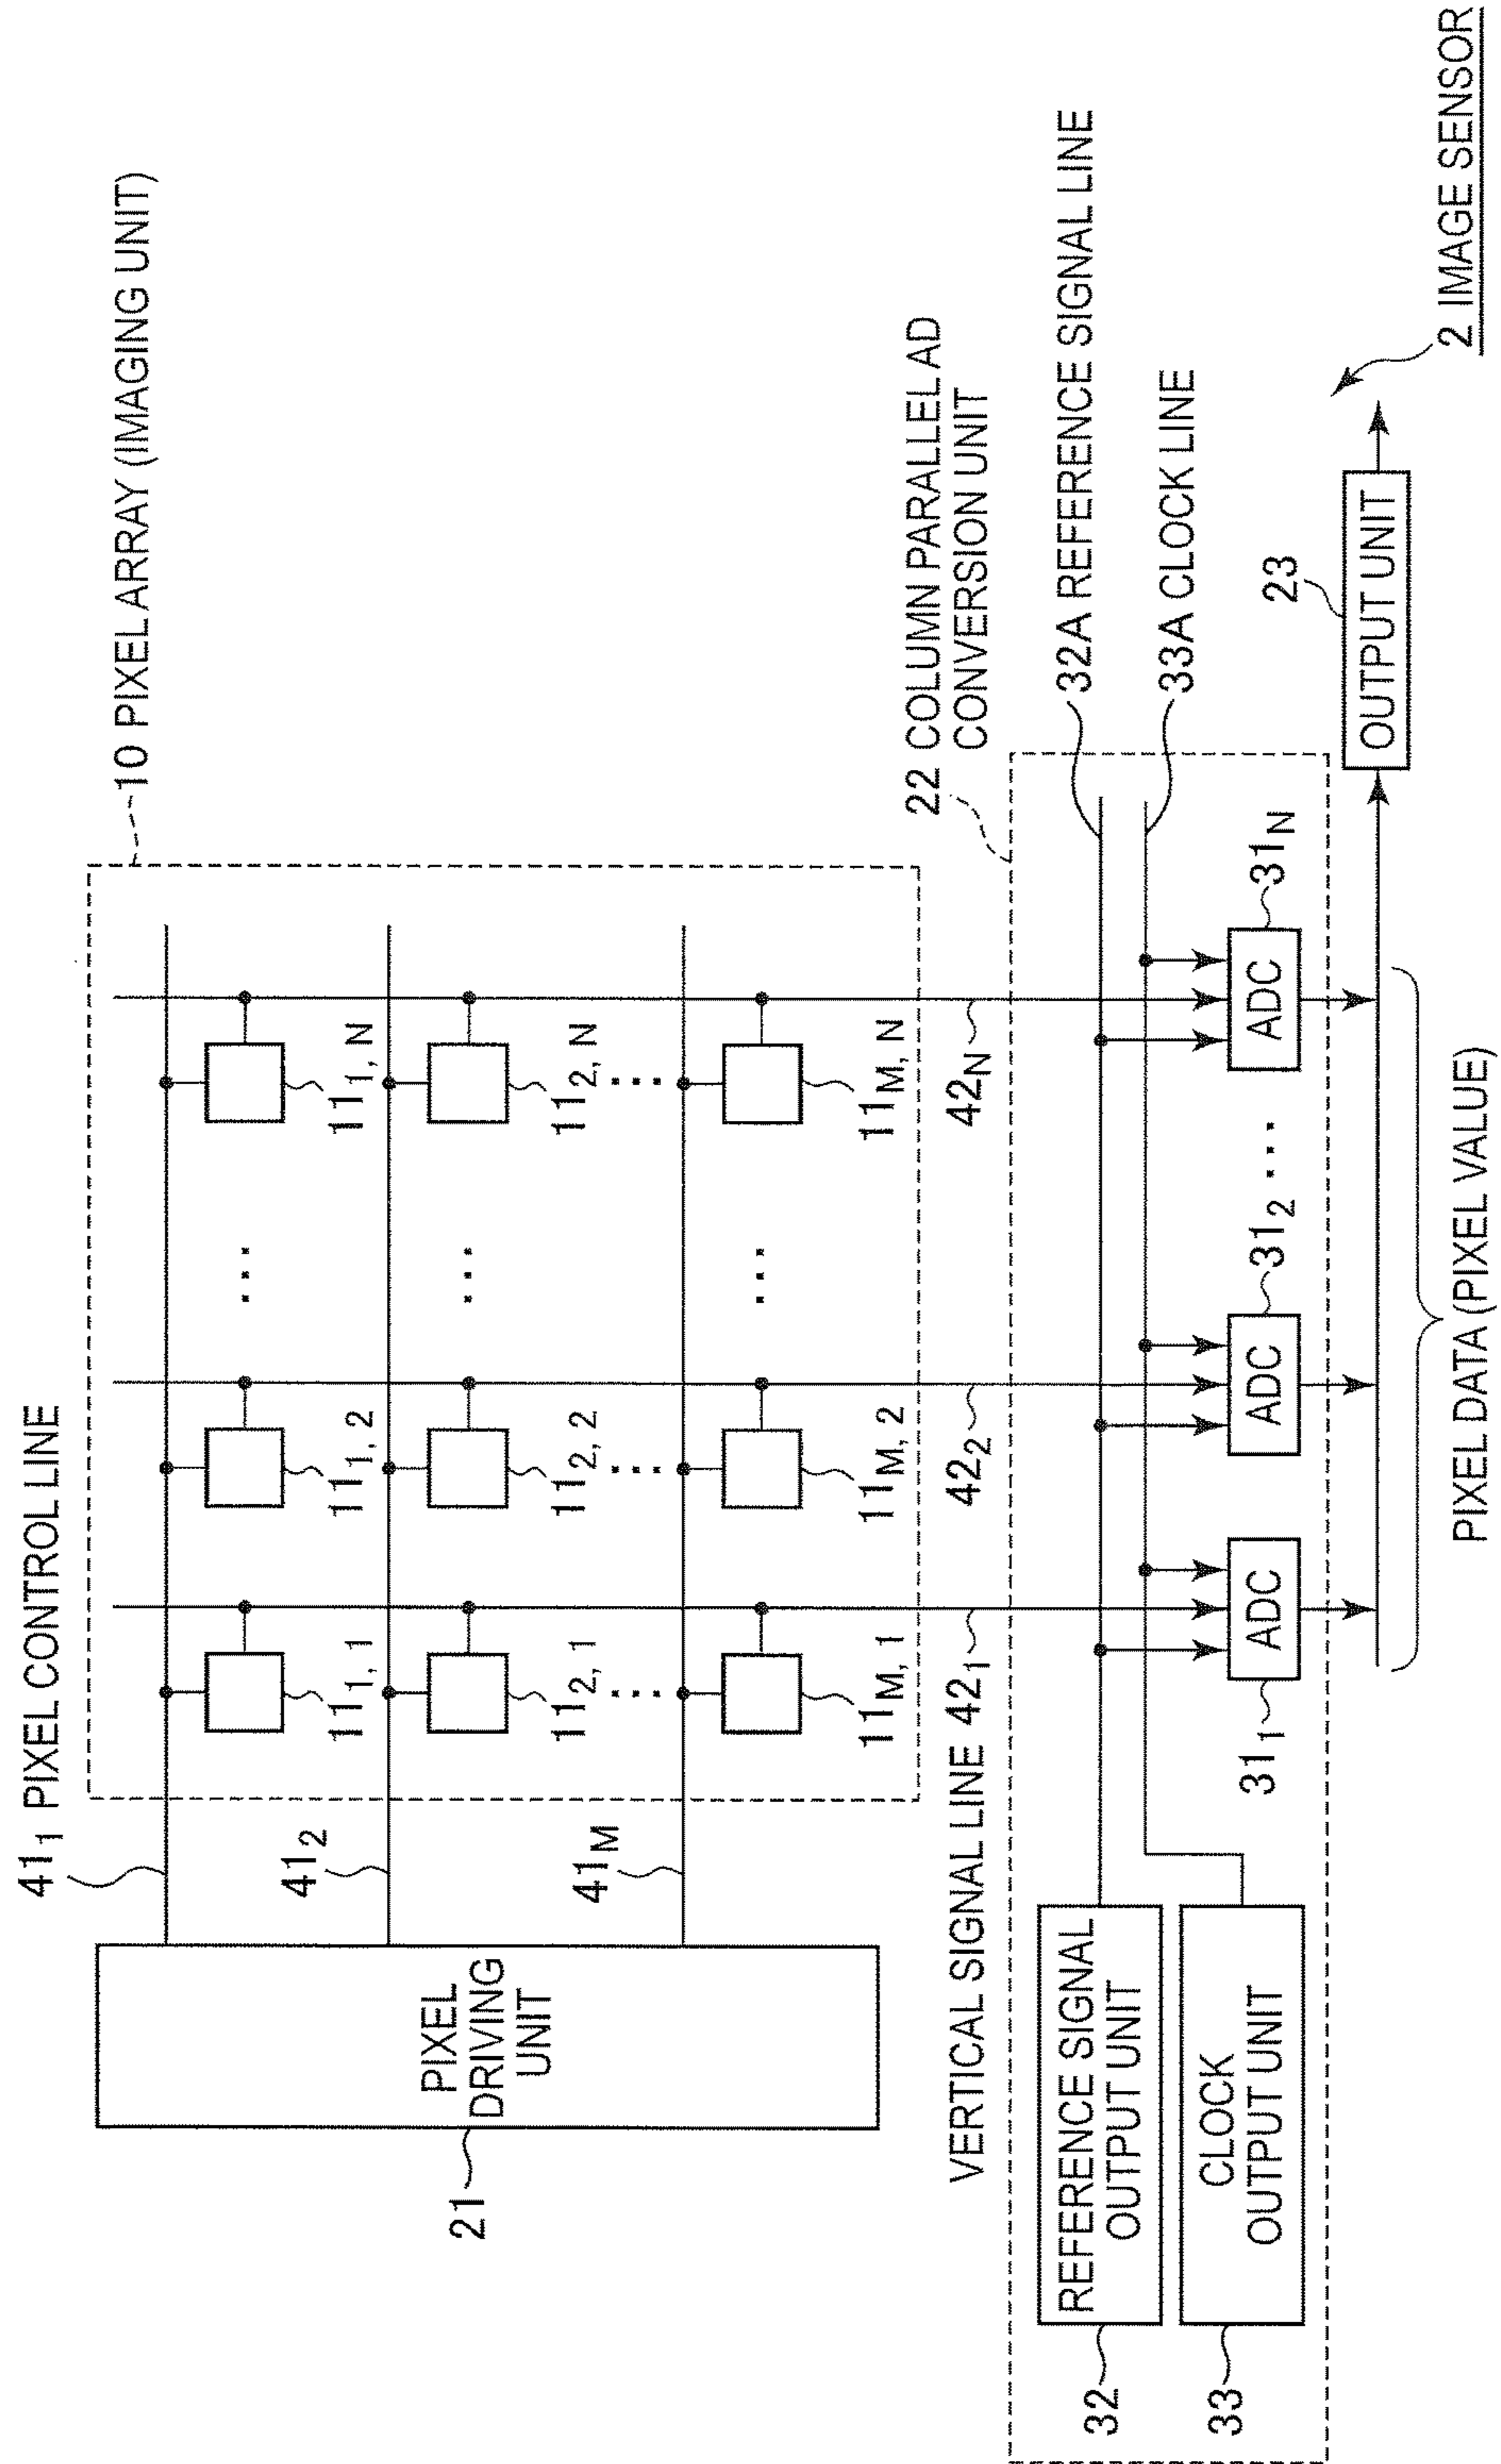 41₁ PIXEL CONTROL LINE
10 PIXEL ARRAY (IMAGING UNIT)
11₁, ₁
11₁, ₂
...
11₁, N
41₂
11₂, ₁
11₂, ₂
...
11₂, N
...
...
...
41M
11M, ₁
11M, ₂
...
11M, N
PIXEL
DRIVING
UNIT
21
VERTICAL SIGNAL LINE 42₁
42₂
42N
22 COLUMN PARALLEL AD
CONVERSION UNIT
32A REFERENCE SIGNAL LINE
33A CLOCK LINE
REFERENCE SIGNAL
OUTPUT UNIT
32
CLOCK
OUTPUT UNIT
33
ADC
31₁
ADC
31₂
...
ADC
31N
23
OUTPUT UNIT
PIXEL DATA (PIXEL VALUE)
2 IMAGE SENSOR